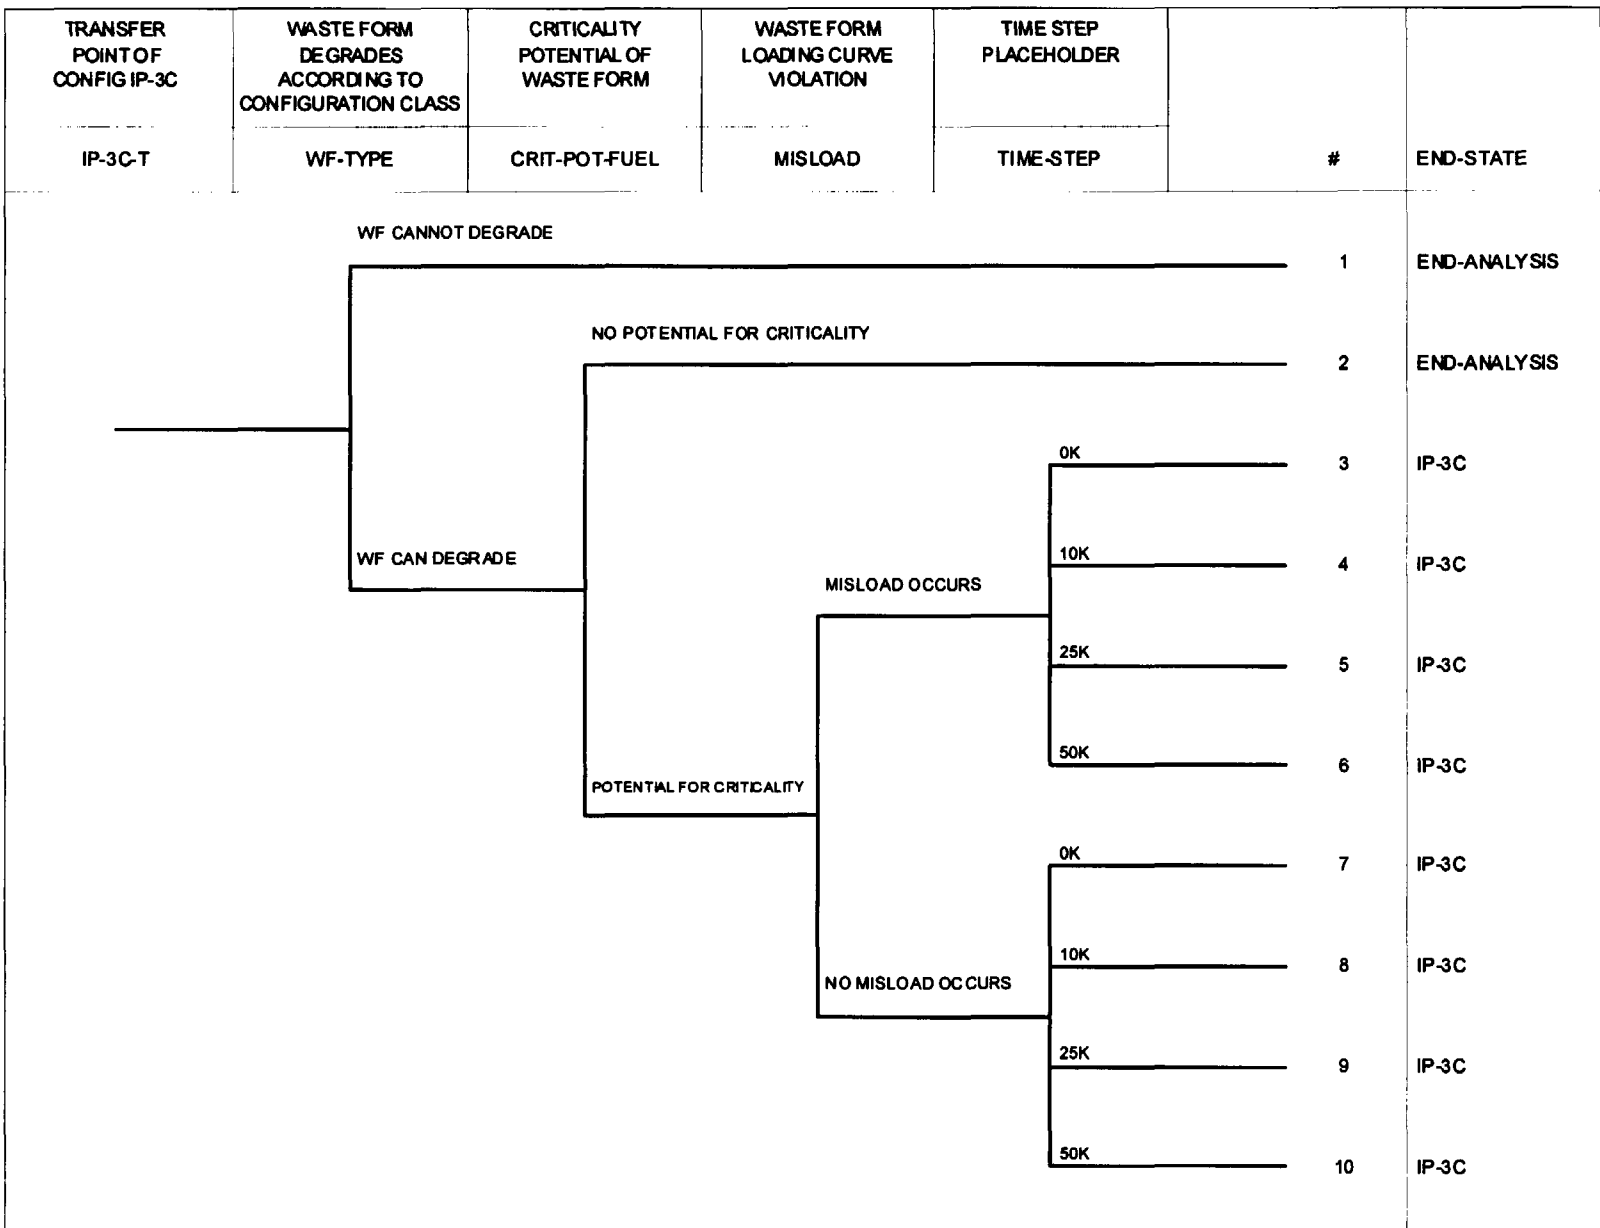 TRANSFER
POINT OF
CONFIG IP-3C
WASTE FORM
DEGRADES
ACCORDING TO
CONFIGURATION CLASS
CRITICALITY
POTENTIAL OF
WASTE FORM
WASTE FORM
LOADING CURVE
VIOLATION
TIME STEP
PLACEHOLDER
IP-3C-T
WF-TYPE
CRIT-POT-FUEL
MISLOAD
TIME-STEP
#
END-STATE
WF CANNOT DEGRADE
1 END-ANALYSIS
NO POTENTIAL FOR CRITICALITY
2 END-ANALYSIS
0K 3 IP-3C
WF CAN DEGRADE
10K 4 IP-3C
MISLOAD OCCURS
25K 5 IP-3C
50K 6 IP-3C
POTENTIAL FOR CRITICALITY
0K 7 IP-3C
10K 8 IP-3C
NO MISLOAD OCCURS
25K 9 IP-3C
50K 10 IP-3C